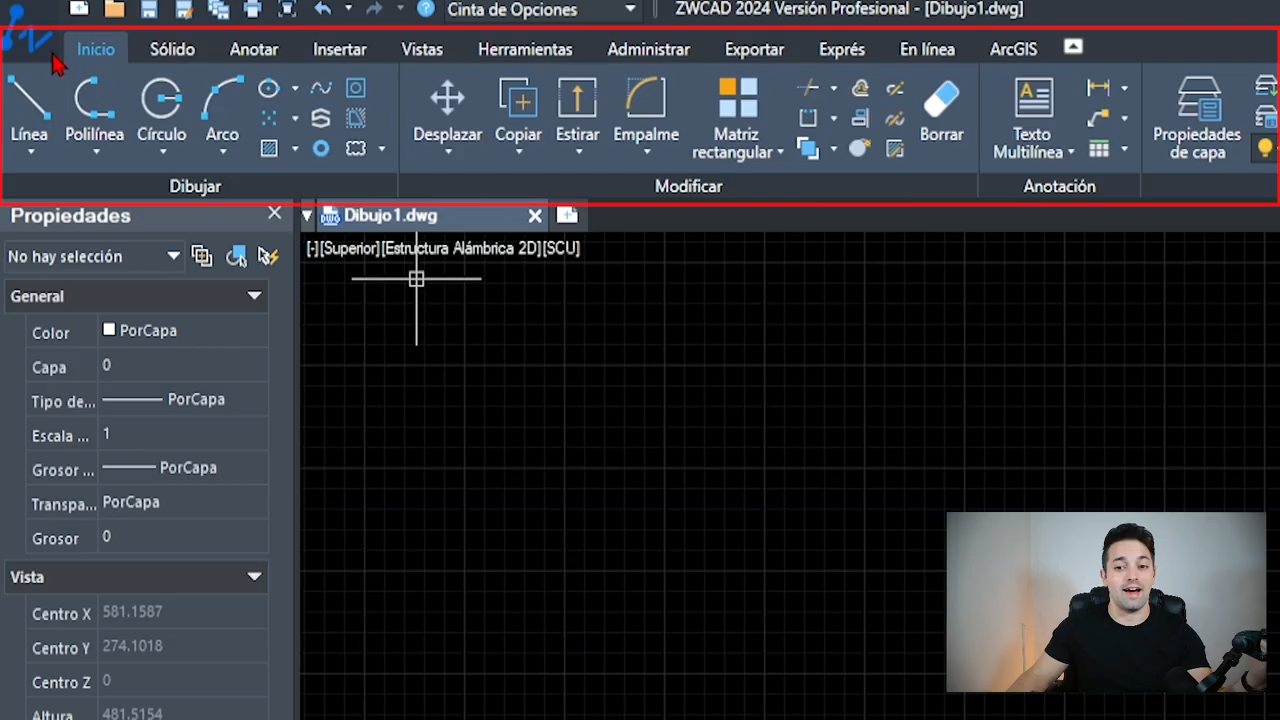 Cinta de Opciones
ZWCAD 2024 Versión Profesional - [Dibujo1.dwg]
Inicio Sólido Anotar Insertar Vistas Herramientas Administrar Exportar Exprés En línea ArcGIS
Línea Polilínea Círculo Arco
Desplazar Copiar Estirar Empalme Matriz rectangular
Borrar
A
Texto Multilínea
Propiedades de capa
Dibujar Modificar Anotación
Propiedades
DWG Dibujo1.dwg
No hay selección
[-][Superior][Estructura Alámbrica 2D][SCU]
General
Color PorCapa
Capa 0
Tipo de... PorCapa
Escala ... 1
Grosor ... PorCapa
Transpa... PorCapa
Grosor 0
Vista
Centro X 581.1587
Centro Y 274.1018
Centro Z 0
Altura 481.5154